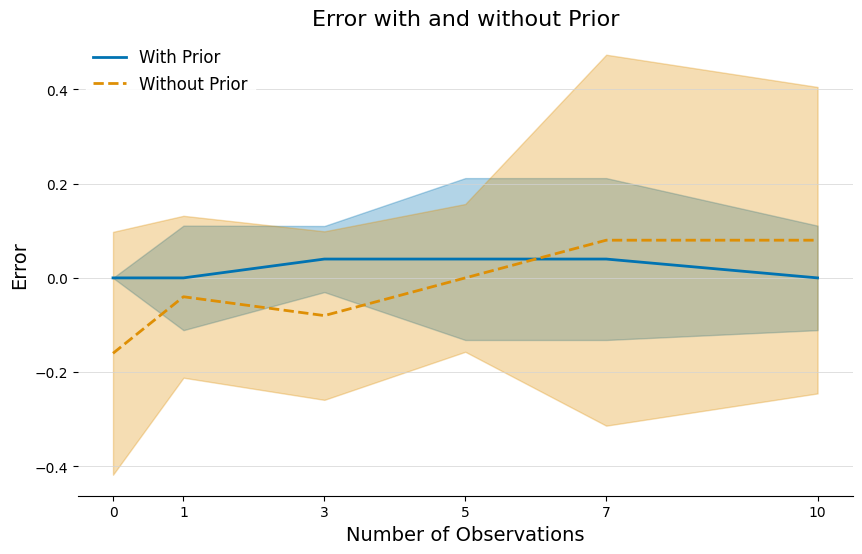 Error with and without Prior
With Prior
Without Prior
0.4
0.2
0.0
−0.2
−0.4
Error
0 1 3 5 7 10
Number of Observations